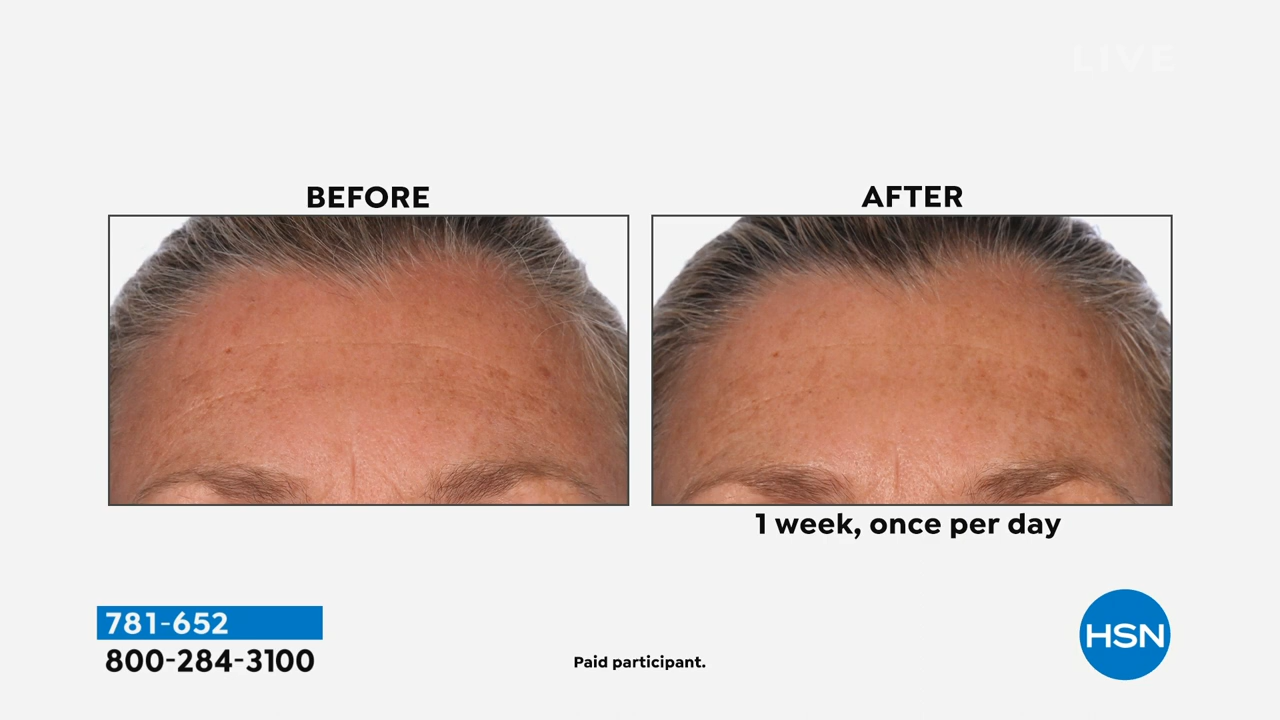 LIVE
BEFORE
AFTER
1 week, once per day
781-652
800-284-3100
Paid participant.
HSN